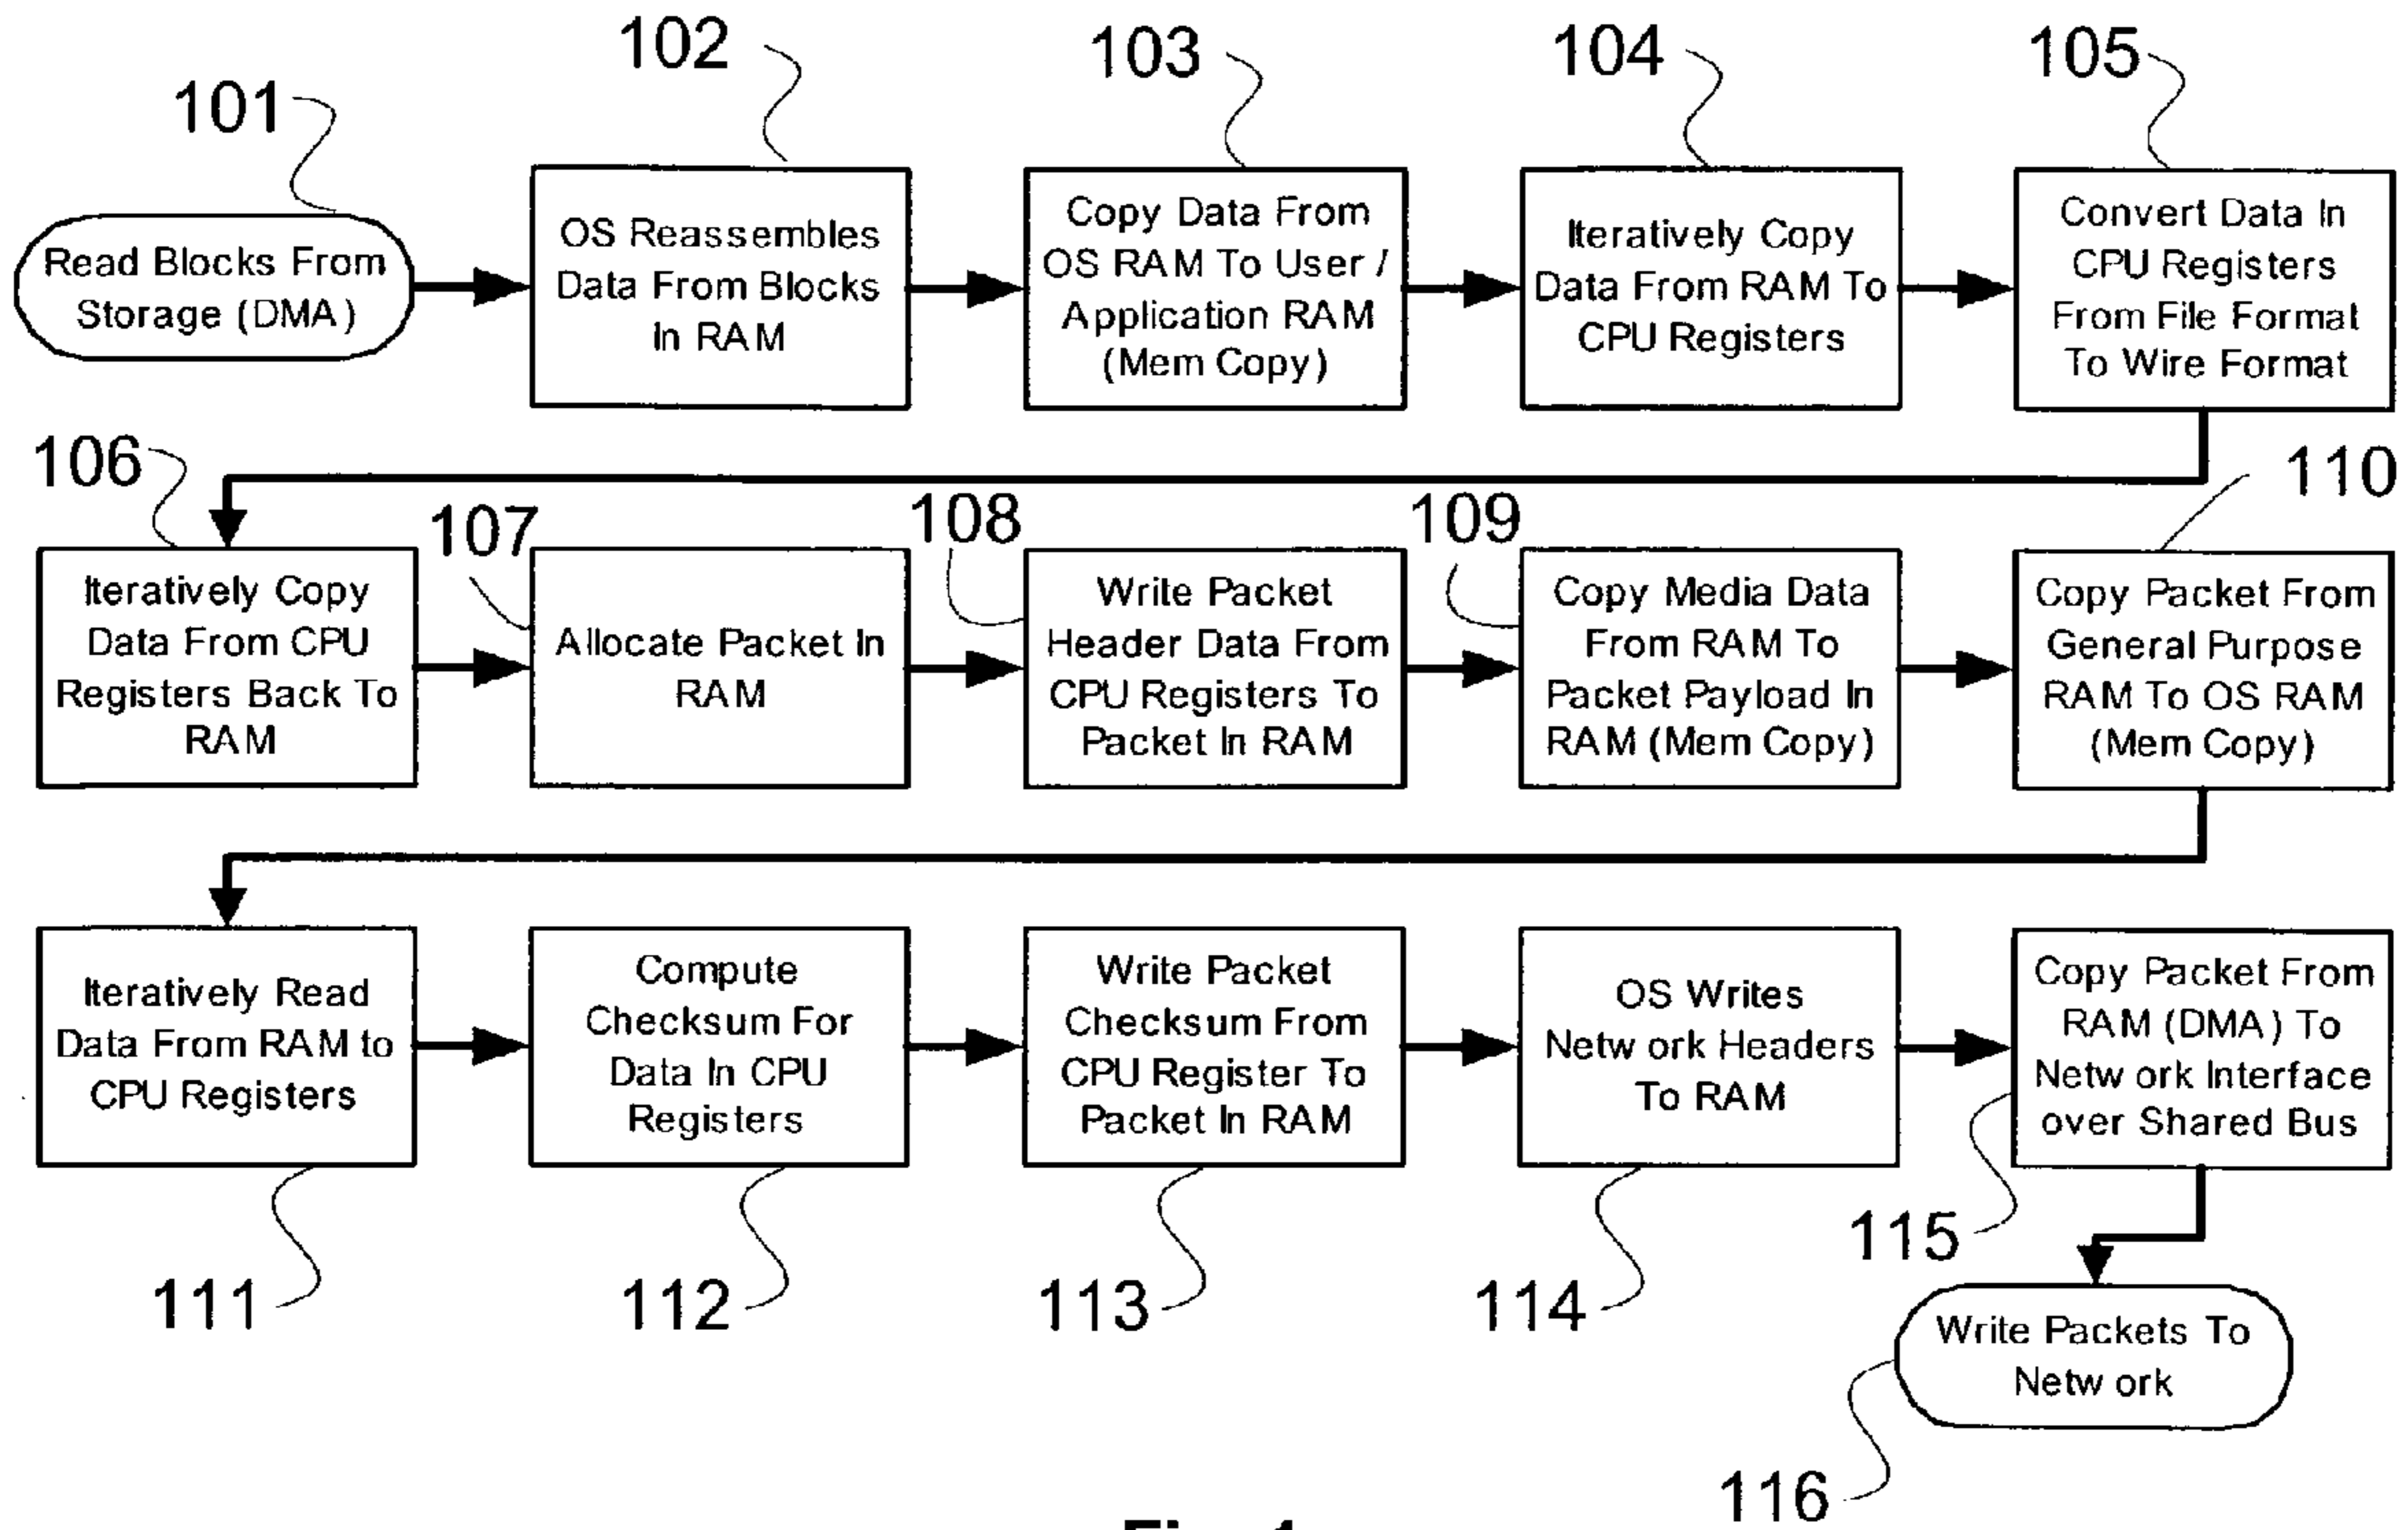 101
102
103
104
105
Read Blocks From
Storage (DMA)
OS Reassembles
Data From Blocks
In RAM
Copy Data From
OS RAM To User /
Application RAM
(Mem Copy)
Iteratively Copy
Data From RAM To
CPU Registers
Convert Data In
CPU Registers
From File Format
To Wire Format
106
107
108
109
110
Iteratively Copy
Data From CPU
Registers Back To
RAM
Allocate Packet In
RAM
Write Packet
Header Data From
CPU Registers To
Packet In RAM
Copy Media Data
From RAM To
Packet Payload In
RAM (Mem Copy)
Copy Packet From
General Purpose
RAM To OS RAM
(Mem Copy)
Iteratively Read
Data From RAM to
CPU Registers
Compute
Checksum For
Data In CPU
Registers
Write Packet
Checksum From
CPU Register To
Packet In RAM
OS Writes
Network Headers
To RAM
Copy Packet From
RAM (DMA) To
Network Interface
over Shared Bus
111
112
113
114
115
Write Packets To
Network
116